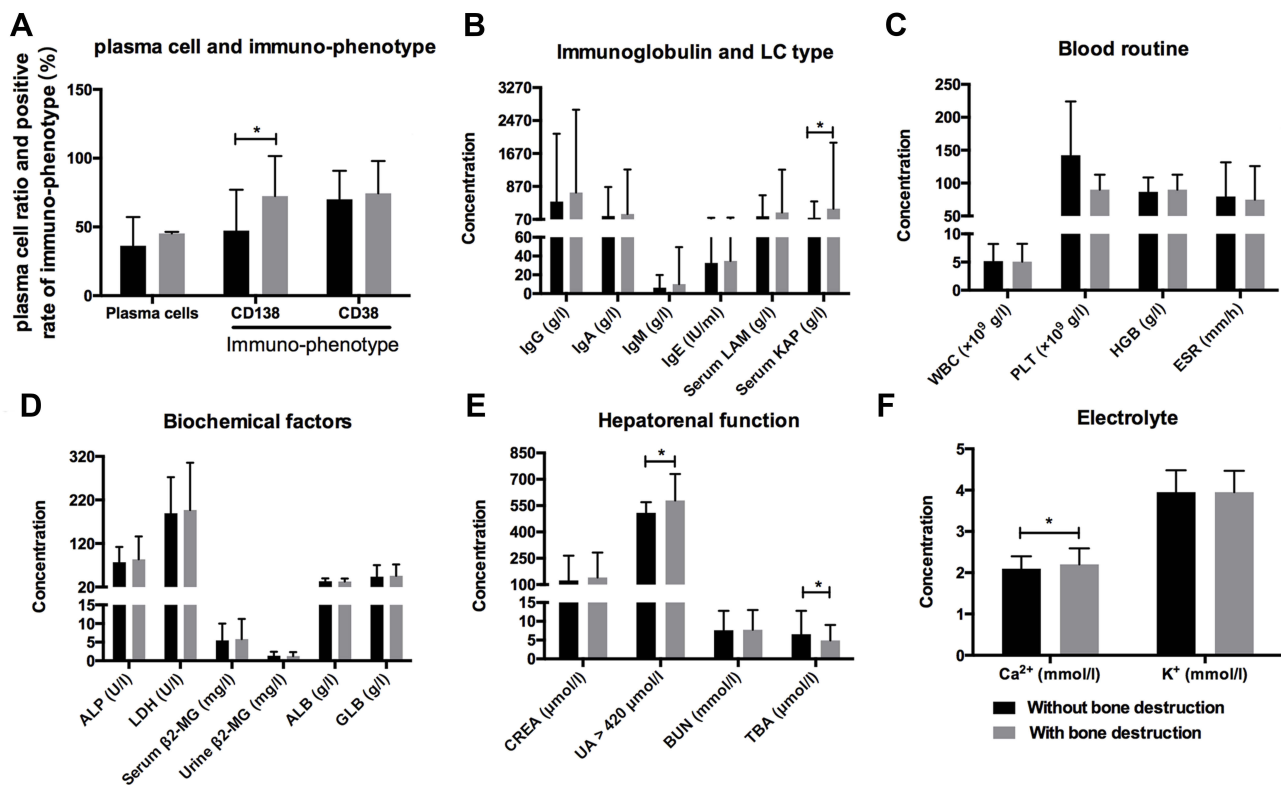 A
plasma cell and immuno-phenotype
plasma cell ratio and positive
rate of immuno-phenotype (%)
150
100
50
0
*
Plasma cells
CD138
CD38
Immuno-phenotype
B
Immunoglobulin and LC type
Concentration
3270
2470
1670
870
70
60
40
20
0
*
IgG (g/l)
IgA (g/l)
IgM (g/l)
IgE (IU/ml)
Serum LAM (g/l)
Serum KAP (g/l)
C
Blood routine
Concentration
250
200
150
100
50
10
5
0
WBC (×10⁹ g/l)
PLT (×10⁹ g/l)
HGB (g/l)
ESR (mm/h)
D
Biochemical factors
Concentration
320
220
120
20
15
10
5
0
ALP (U/l)
LDH (U/l)
Serum β2-MG (mg/l)
Urine β2-MG (mg/l)
ALB (g/l)
GLB (g/l)
E
Hepatorenal function
Concentration
850
700
550
400
250
100
15
10
5
0
*
*
CREA (μmol/l)
UA > 420 μmol/l
BUN (mmol/l)
TBA (μmol/l)
F
Electrolyte
Concentration
5
4
3
2
1
0
*
Ca²⁺ (mmol/l)
K⁺ (mmol/l)
Without bone destruction
With bone destruction